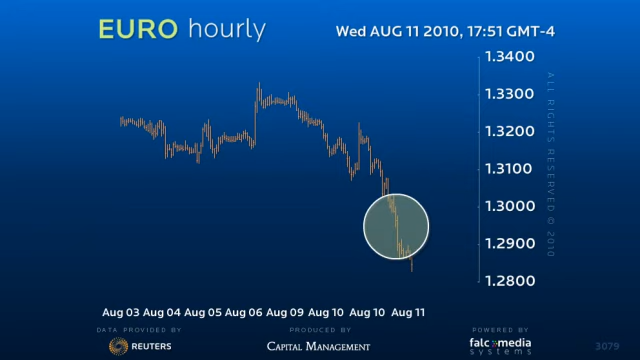 EURO hourly
Wed AUG 11 2010, 17:51 GMT-4
1.3400
1.3300
1.3200
1.3100
1.3000
1.2900
1.2800
ALL RIGHTS RESERVED © 2010
Aug 03 Aug 04 Aug 05 Aug 06 Aug 09 Aug 10 Aug 10 Aug 11
DATA PROVIDED BY
REUTERS
PRODUCED BY
CAPITAL MANAGEMENT
POWERED BY
falc media
systems
3079